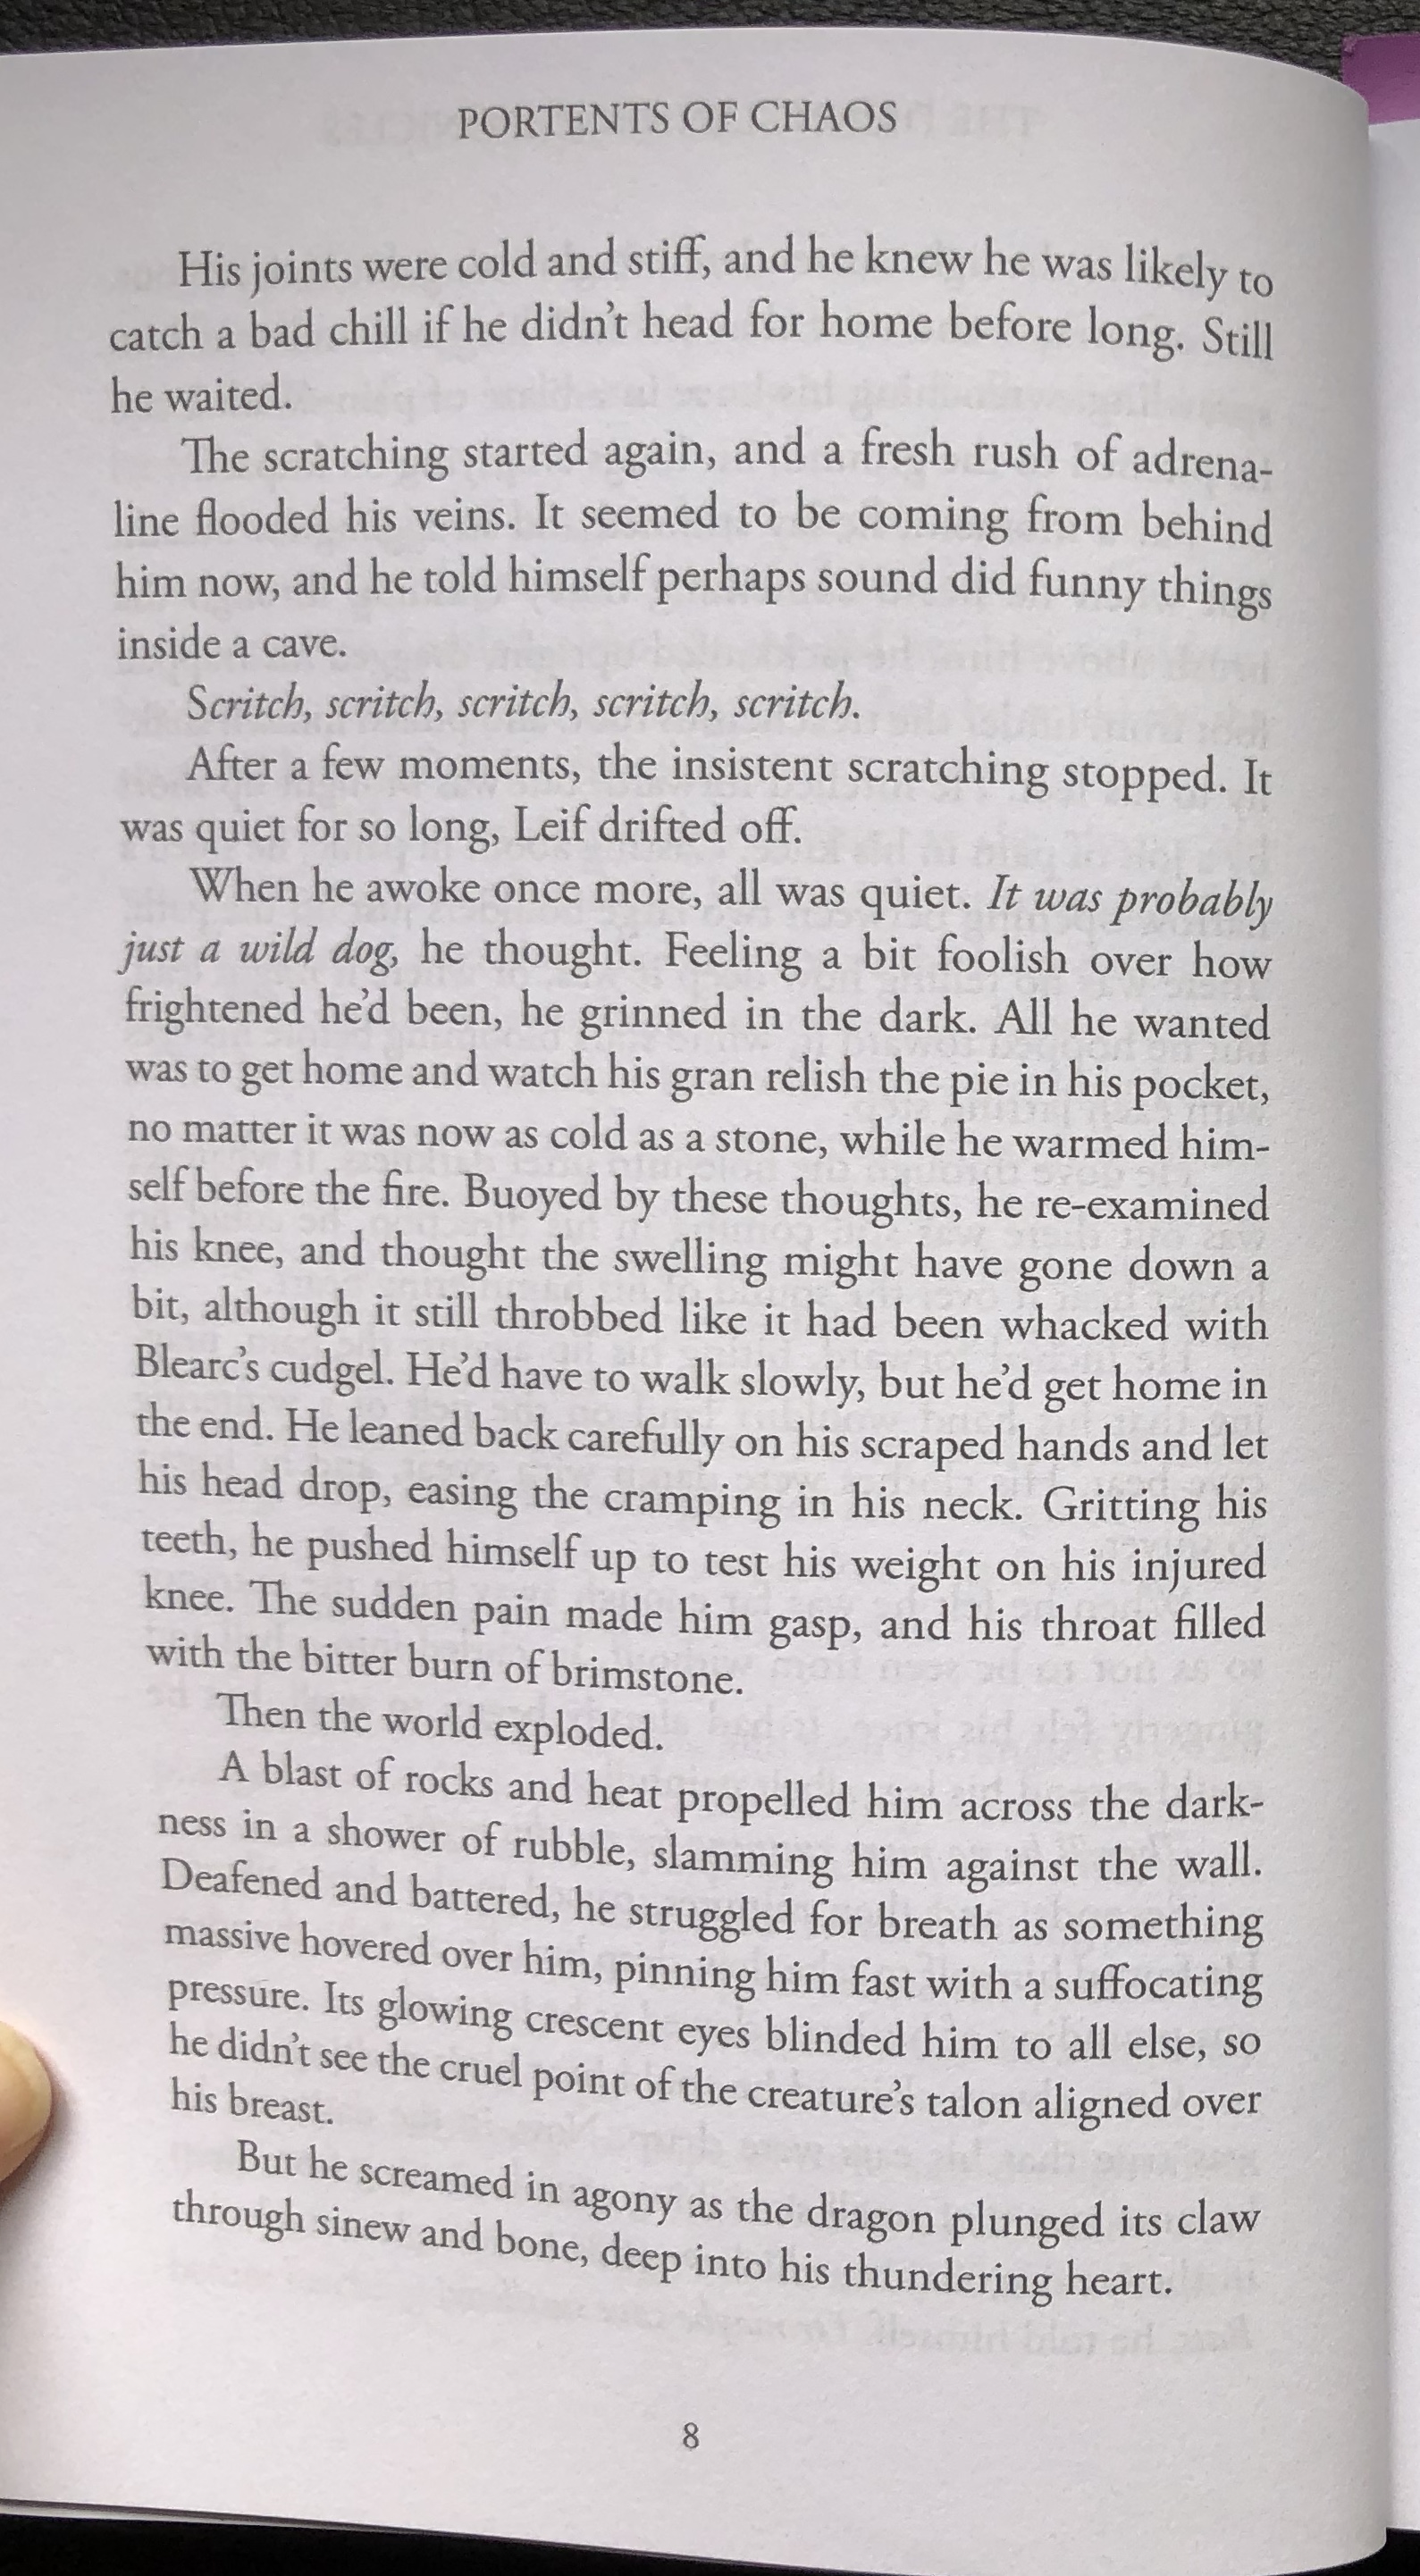 PORTENTS OF CHAOS
His joints were cold and stiff, and he knew he was likely to
catch a bad chill if he didn't head for home before long. Still
he waited.
The scratching started again, and a fresh rush of adrena-
line flooded his veins. It seemed to be coming from behind
him now, and he told himself perhaps sound did funny things
inside a cave.
Scritch, scritch, scritch, scritch, scritch.
After a few moments, the insistent scratching stopped. It
was quiet for so long, Leif drifted off.
When he awoke once more, all was quiet. It was probably
just a wild dog, he thought. Feeling a bit foolish over how
frightened he'd been, he grinned in the dark. All he wanted
was to get home and watch his gran relish the pie in his pocket,
no matter it was now as cold as a stone, while he warmed him-
self before the fire. Buoyed by these thoughts, he re-examined
his knee, and thought the swelling might have gone down a
bit, although it still throbbed like it had been whacked with
Blearc's cudgel. He'd have to walk slowly, but he'd get home in
the end. He leaned back carefully on his scraped hands and let
his head drop, easing the cramping in his neck. Gritting his
teeth, he pushed himself up to test his weight on his injured
knee. The sudden pain made him gasp, and his throat filled
with the bitter burn of brimstone.
Then the world exploded.
A blast of rocks and heat propelled him across the dark-
ness in a shower of rubble, slamming him against the wall.
Deafened and battered, he struggled for breath as something
massive hovered over him, pinning him fast with a suffocating
pressure. Its glowing crescent eyes blinded him to all else, so
he didn't see the cruel point of the creature's talon aligned over
his breast.
But he screamed in agony as the dragon plunged its claw
through sinew and bone, deep into his thundering heart.
8